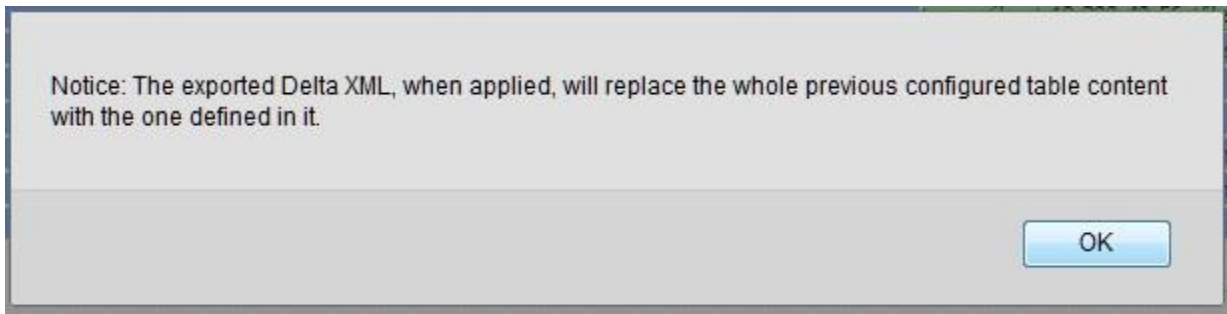 Notice: The exported Delta XML, when applied, will replace the whole previous configured table content
with the one defined in it.
OK